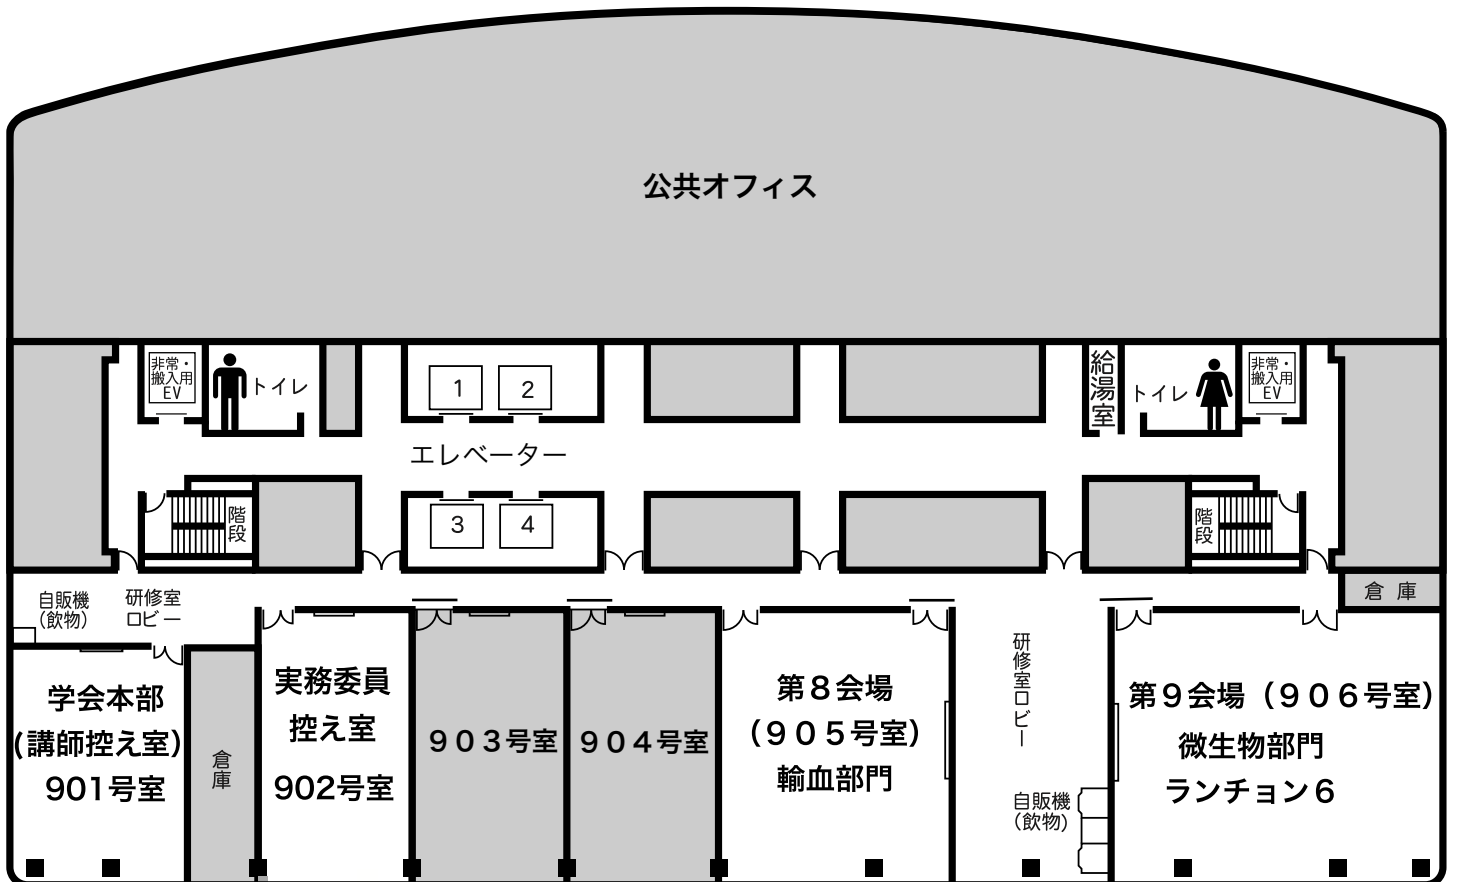 公共オフィス
非常・
搬入用
EV
トイレ
1
2
給湯室
トイレ
非常・
搬入用
EV
エレベーター
3
4
階段
階段
自販機
(飲物)
研修室
ロビー
倉 庫
学会本部
(講師控え室)
901号室
倉庫
実務委員
控え室
902号室
903号室
904号室
第8会場
(905号室)
輸血部門
研修室ロビー
自販機
(飲物)
第9会場（906号室）
微生物部門
ランチョン6